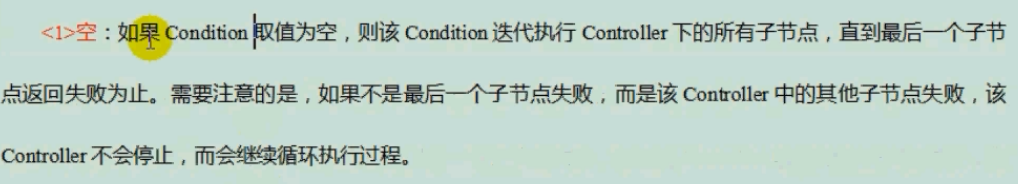 <1>空：如果 Condition 取值为空，则该 Condition 迭代执行 Controller 下的所有子节点，直到最后一个子节
点返回失败为止。需要注意的是，如果不是最后一个子节点失败，而是该 Controller 中的其他子节点失败，该
Controller 不会停止，而会继续循环执行过程。